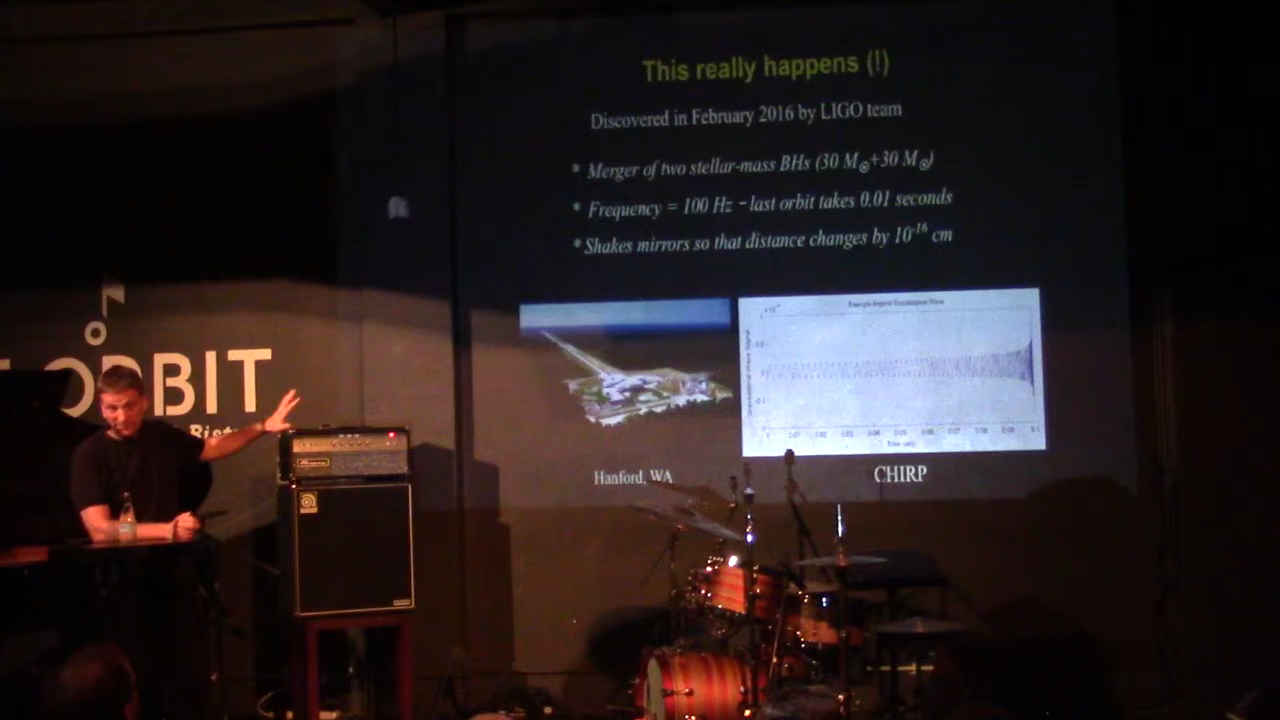 This really happens (!)
Discovered in February 2016 by LIGO team
* Merger of two stellar-mass BHs (30 M☉+30 M☉)
* Frequency = 100 Hz - last orbit takes 0.01 seconds
* Shakes mirrors so that distance changes by 10⁻¹⁶ cm
ORBIT
Time (sec)
Hanford, WA
CHIRP